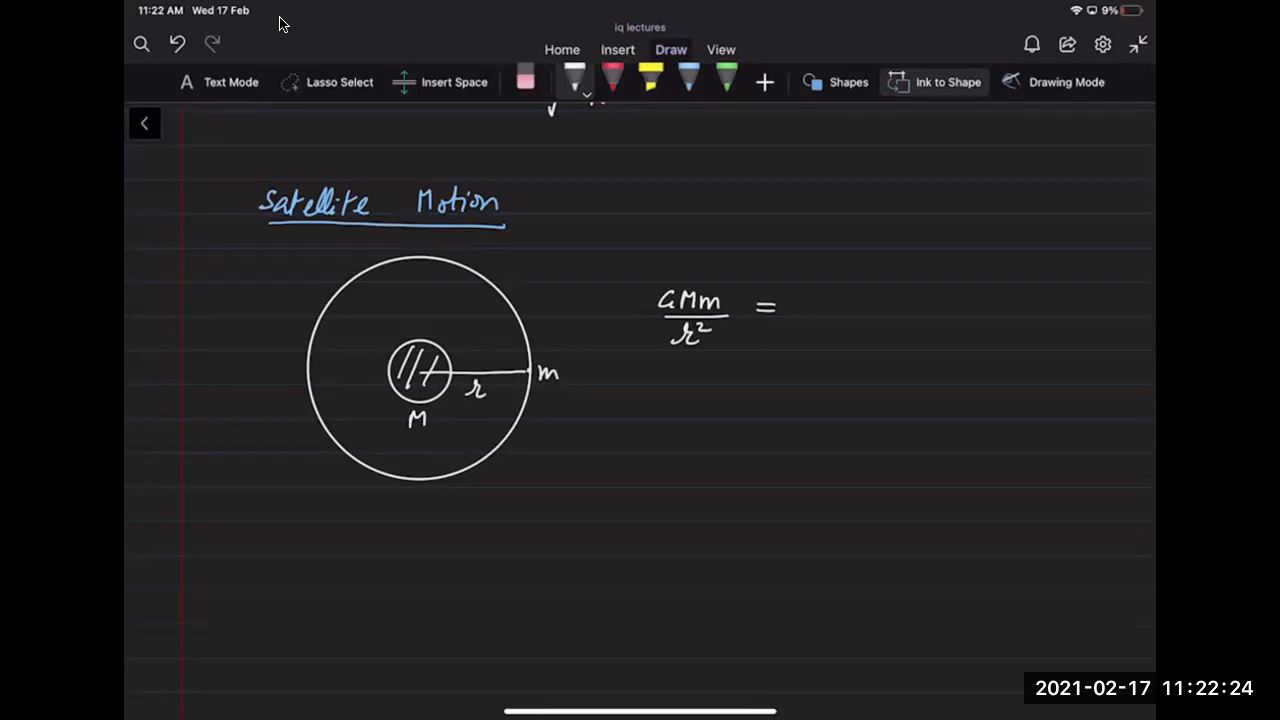 11:22 AM Wed 17 Feb
9%
iq lectures
Home Insert Draw View
Text Mode Lasso Select Insert Space Shapes Ink to Shape Drawing Mode
Satellite Motion
GMm =
r²
m
r
M
2021-02-17 11:22:24